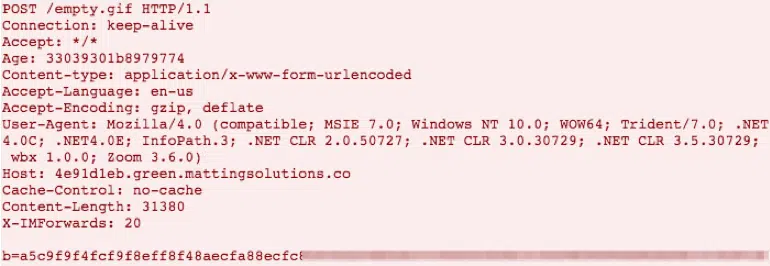 POST /empty.gif HTTP/1.1
Connection: keep-alive
Accept: */*
Age: 33039301b8979774
Content-type: application/x-www-form-urlencoded
Accept-Language: en-us
Accept-Encoding: gzip, deflate
User-Agent: Mozilla/4.0 (compatible; MSIE 7.0; Windows NT 10.0; WOW64; Trident/7.0; .NET
4.0C; .NET4.0E; InfoPath.3; .NET CLR 2.0.50727; .NET CLR 3.0.30729; .NET CLR 3.5.30729;
wbx 1.0.0; Zoom 3.6.0)
Host: 4e91d1eb.green.mattingsolutions.co
Cache-Control: no-cache
Content-Length: 31380
X-IMForwards: 20
b=a5c9f9f4fcf9f8eff8f48aecfa88ecfc